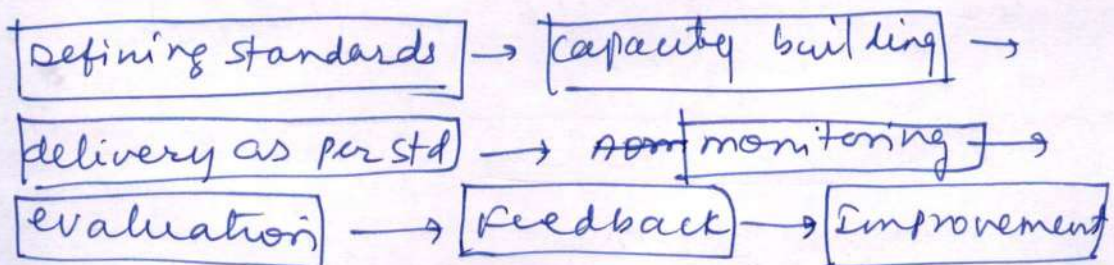 Defining standards → capacity building →
delivery as per std → monitoring →
evaluation → Feedback → Improvement